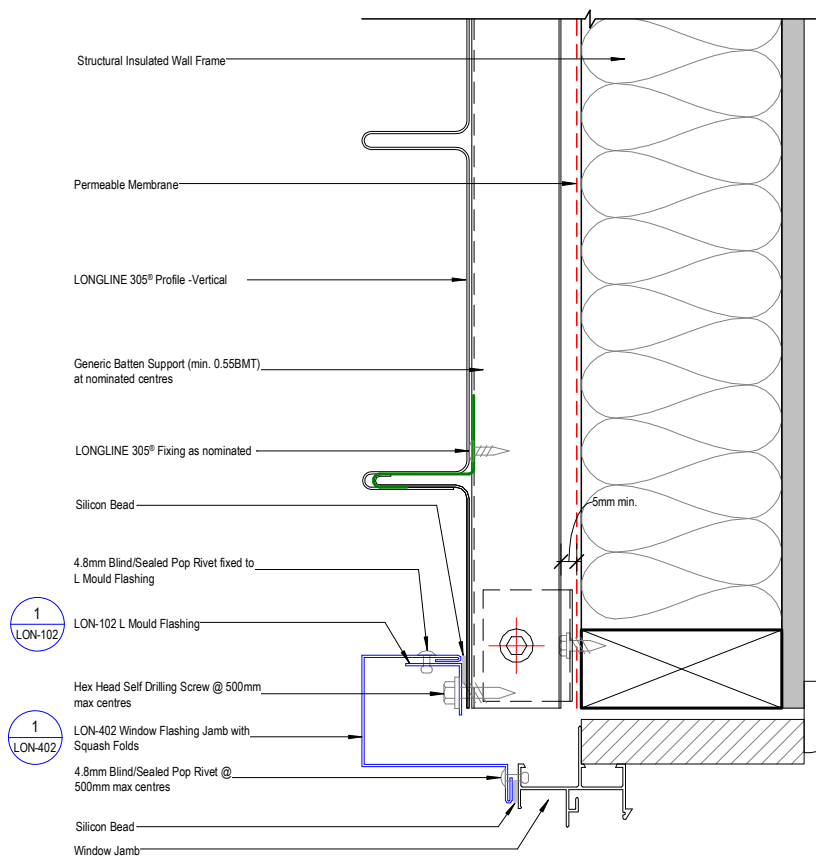 Structural Insulated Wall Frame
Permeable Membrane
LONGLINE 305® Profile -Vertical
Generic Batten Support (min. 0.55BMT)
at nominated centres
LONGLINE 305® Fixing as nominated
Silicon Bead
5mm min.
4.8mm Blind/Sealed Pop Rivet fixed to
L Mould Flashing
1
LON-102
LON-102 L Mould Flashing
Hex Head Self Drilling Screw @ 500mm
max centres
1
LON-402
LON-402 Window Flashing Jamb with
Squash Folds
4.8mm Blind/Sealed Pop Rivet @
500mm max centres
Silicon Bead
Window Jamb